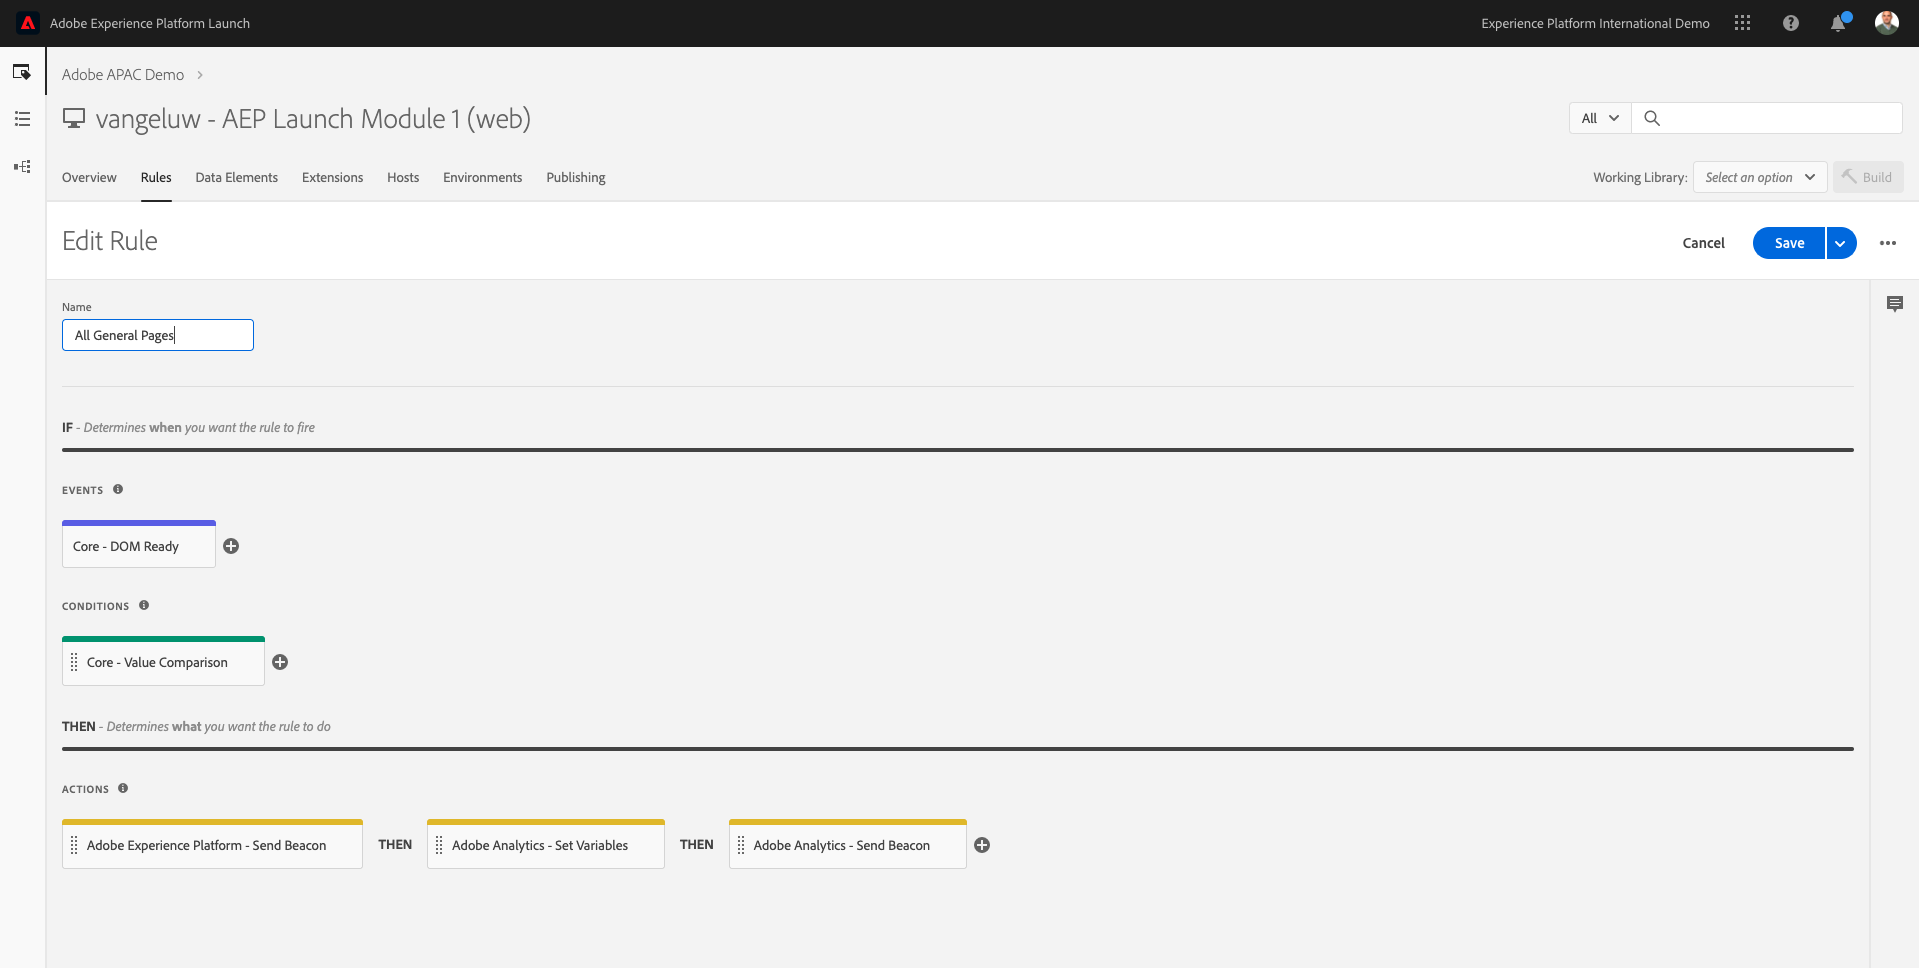 Adobe Experience Platform Launch
Experience Platform International Demo
Adobe APAC Demo
vangeluw - AEP Launch Module 1 (web)
All
Overview Rules Data Elements Extensions Hosts Environments Publishing
Working Library: Select an option Build
Edit Rule
Cancel Save
Name
All General Pages
IF - Determines when you want the rule to fire
EVENTS
Core - DOM Ready
CONDITIONS
Core - Value Comparison
THEN - Determines what you want the rule to do
ACTIONS
Adobe Experience Platform - Send Beacon THEN Adobe Analytics - Set Variables THEN Adobe Analytics - Send Beacon